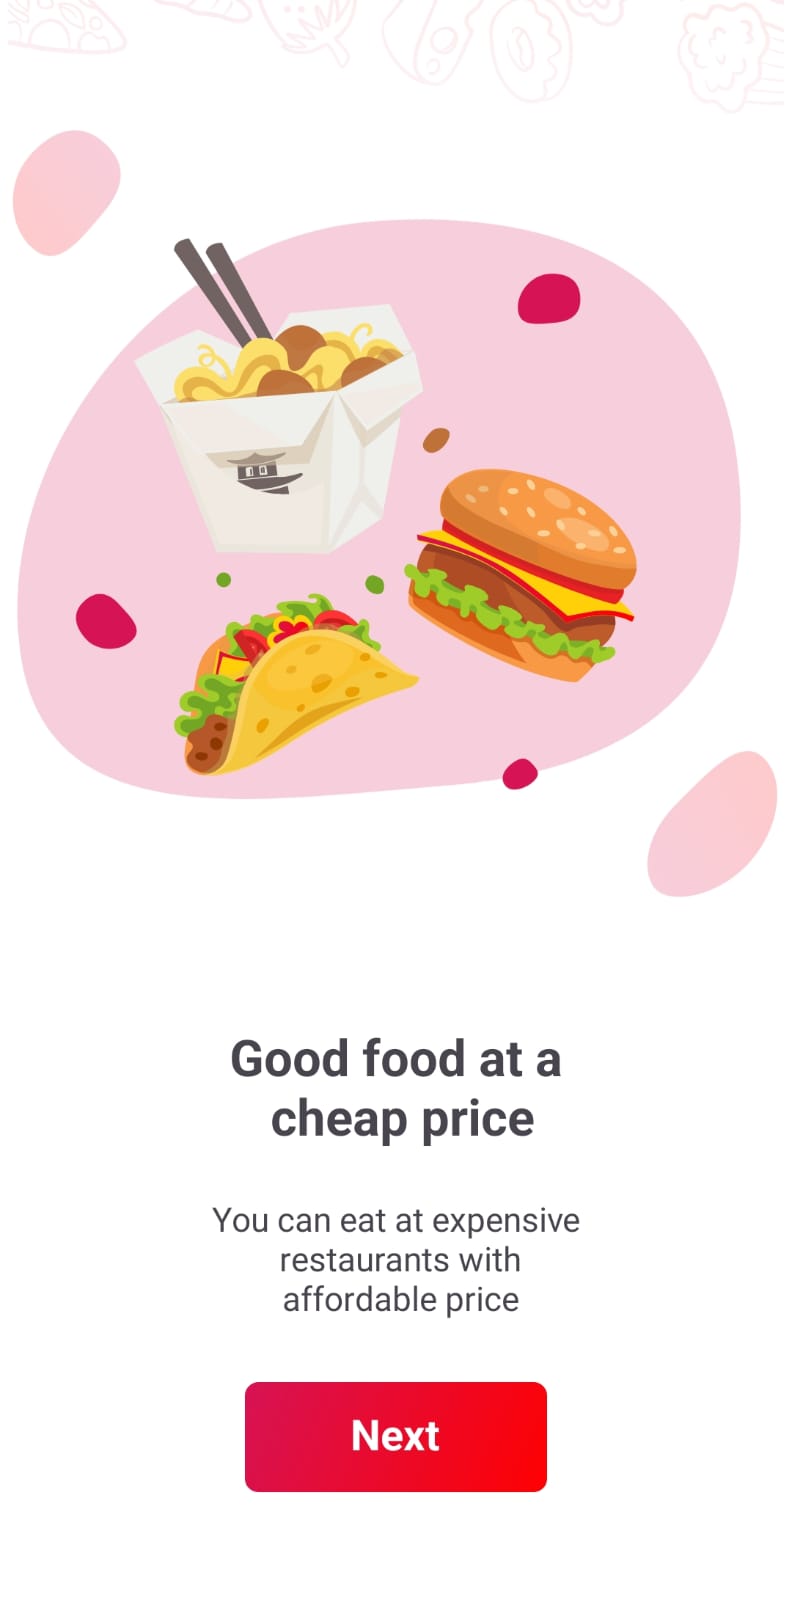 Good food at a
cheap price
You can eat at expensive
restaurants with
affordable price
Next